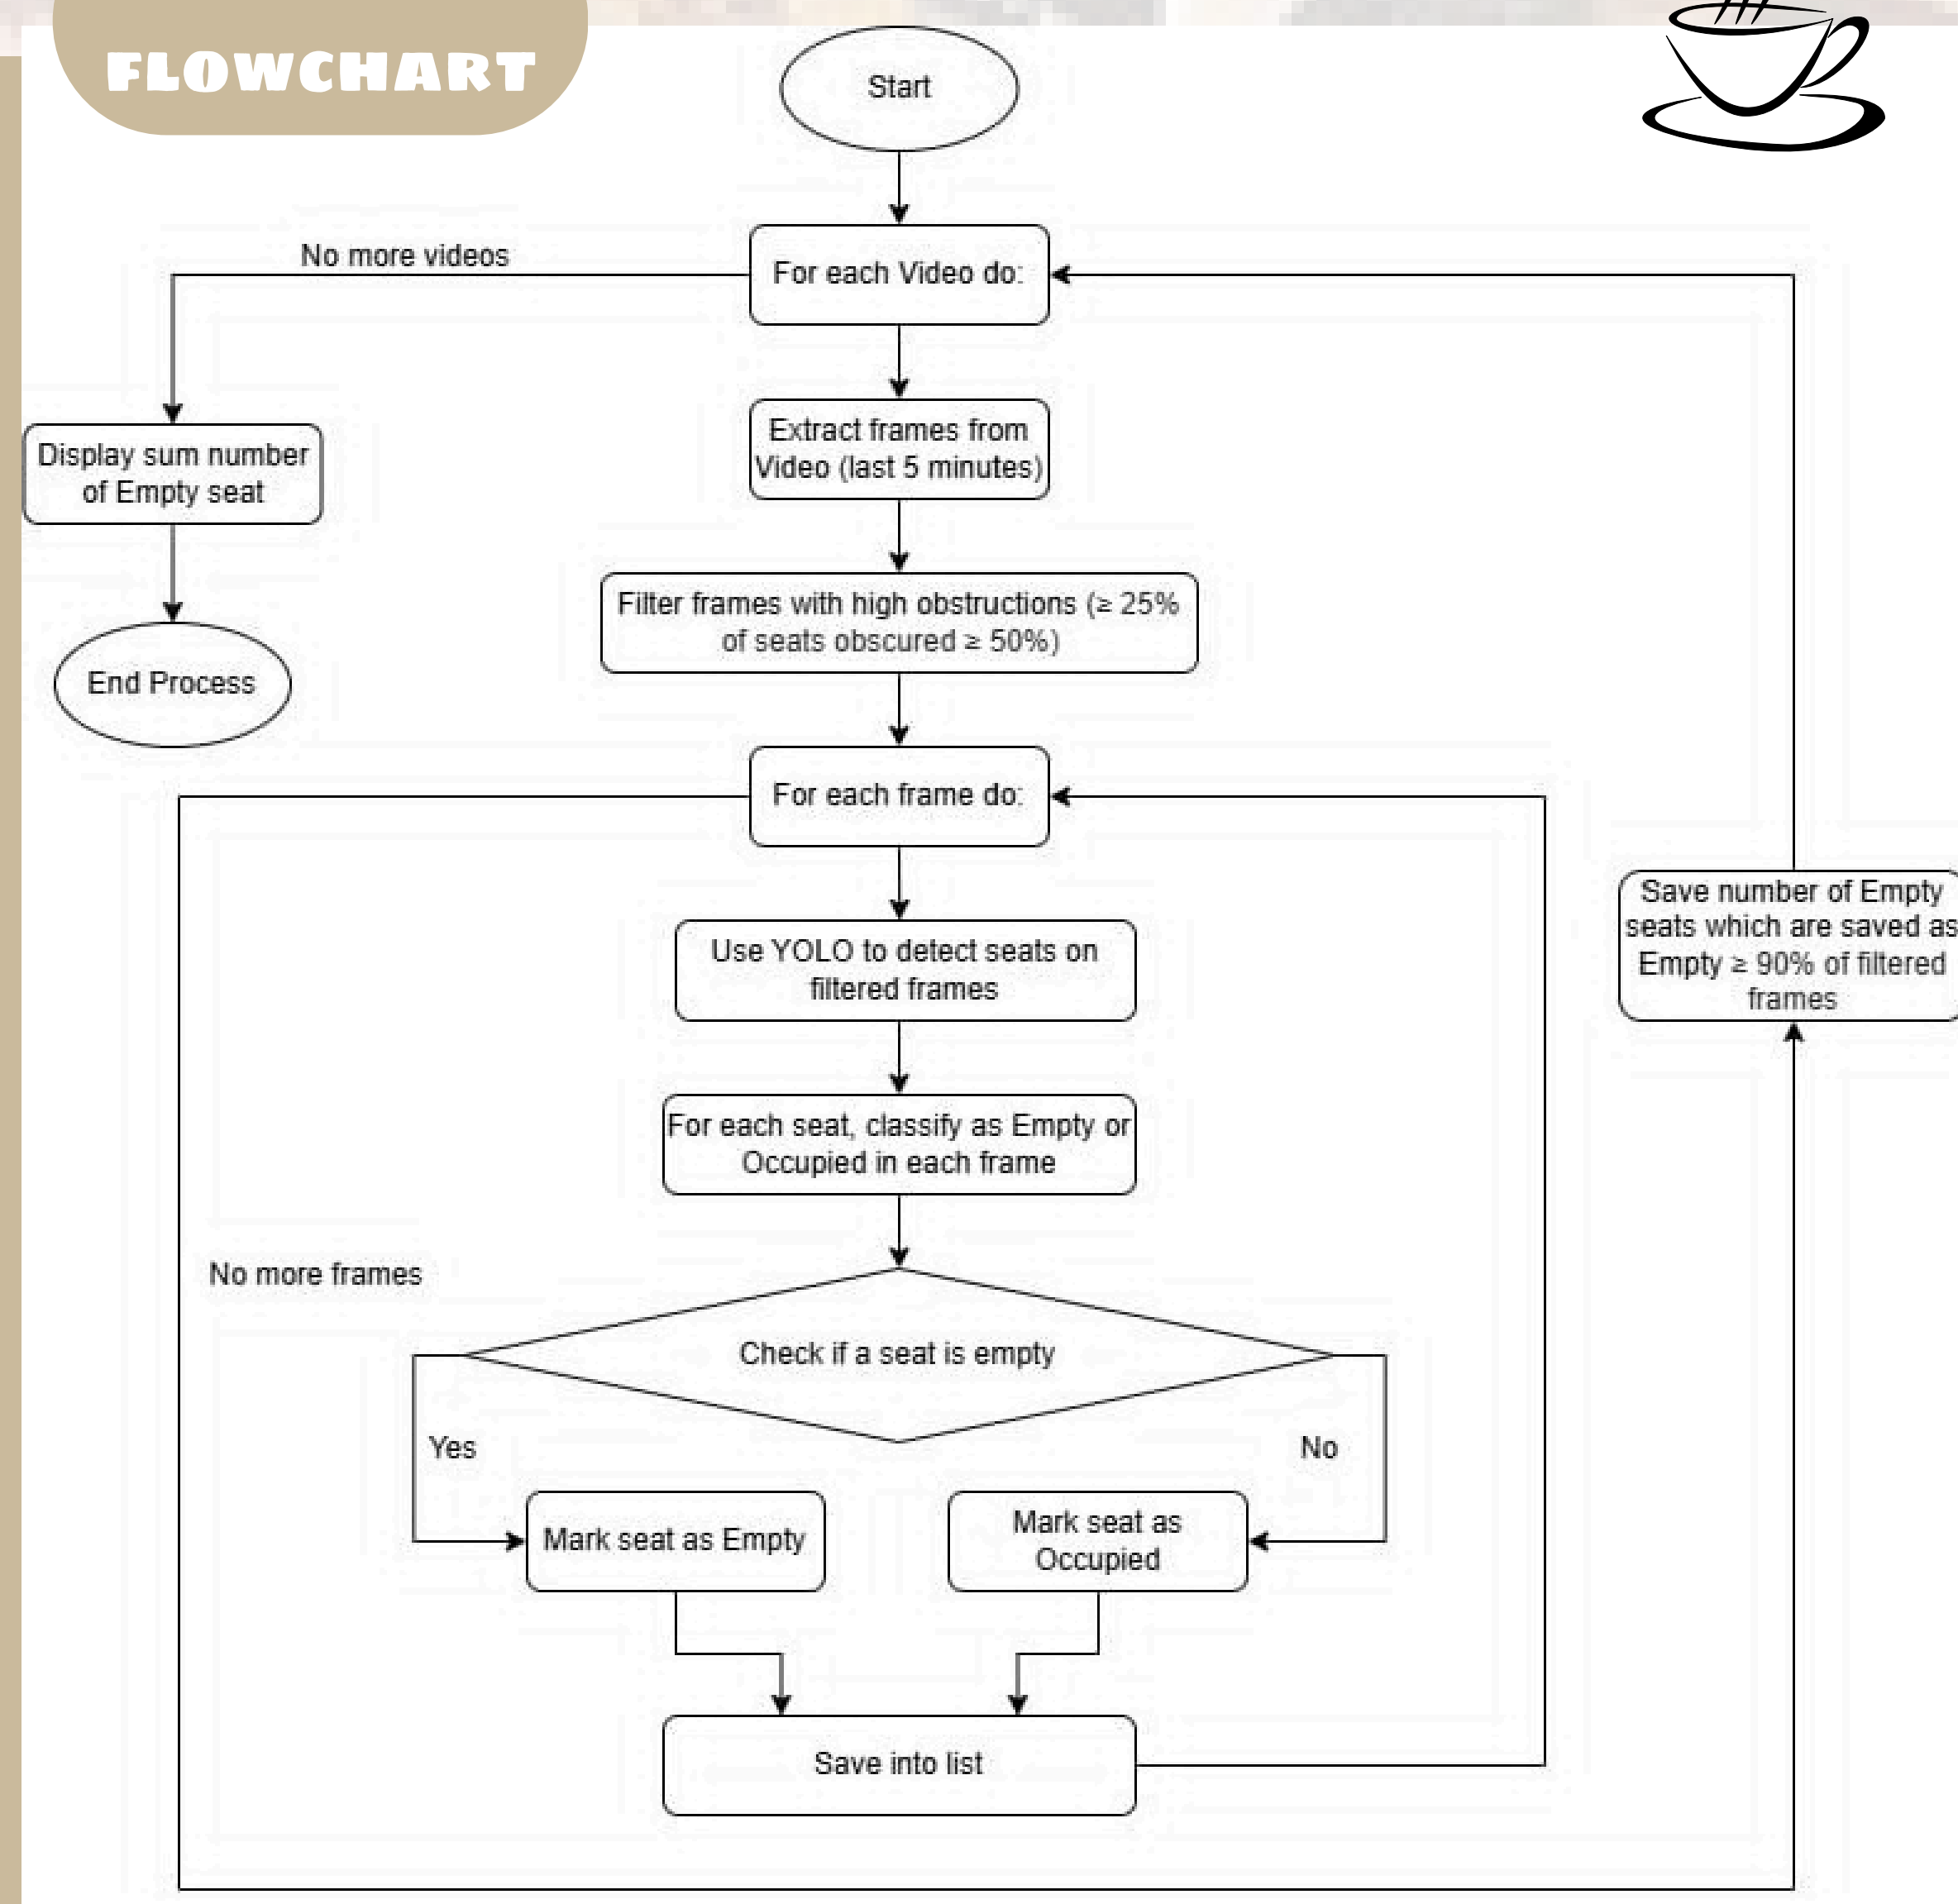 FLOWCHART
Start
No more videos
For each Video do:
Display sum number
of Empty seat
Extract frames from
Video (last 5 minutes)
Filter frames with high obstructions (≥ 25%
of seats obscured ≥ 50%)
End Process
For each frame do:
Save number of Empty
seats which are saved as
Empty ≥ 90% of filtered
frames
Use YOLO to detect seats on
filtered frames
For each seat, classify as Empty or
Occupied in each frame
No more frames
Check if a seat is empty
Yes
No
Mark seat as Empty
Mark seat as
Occupied
Save into list